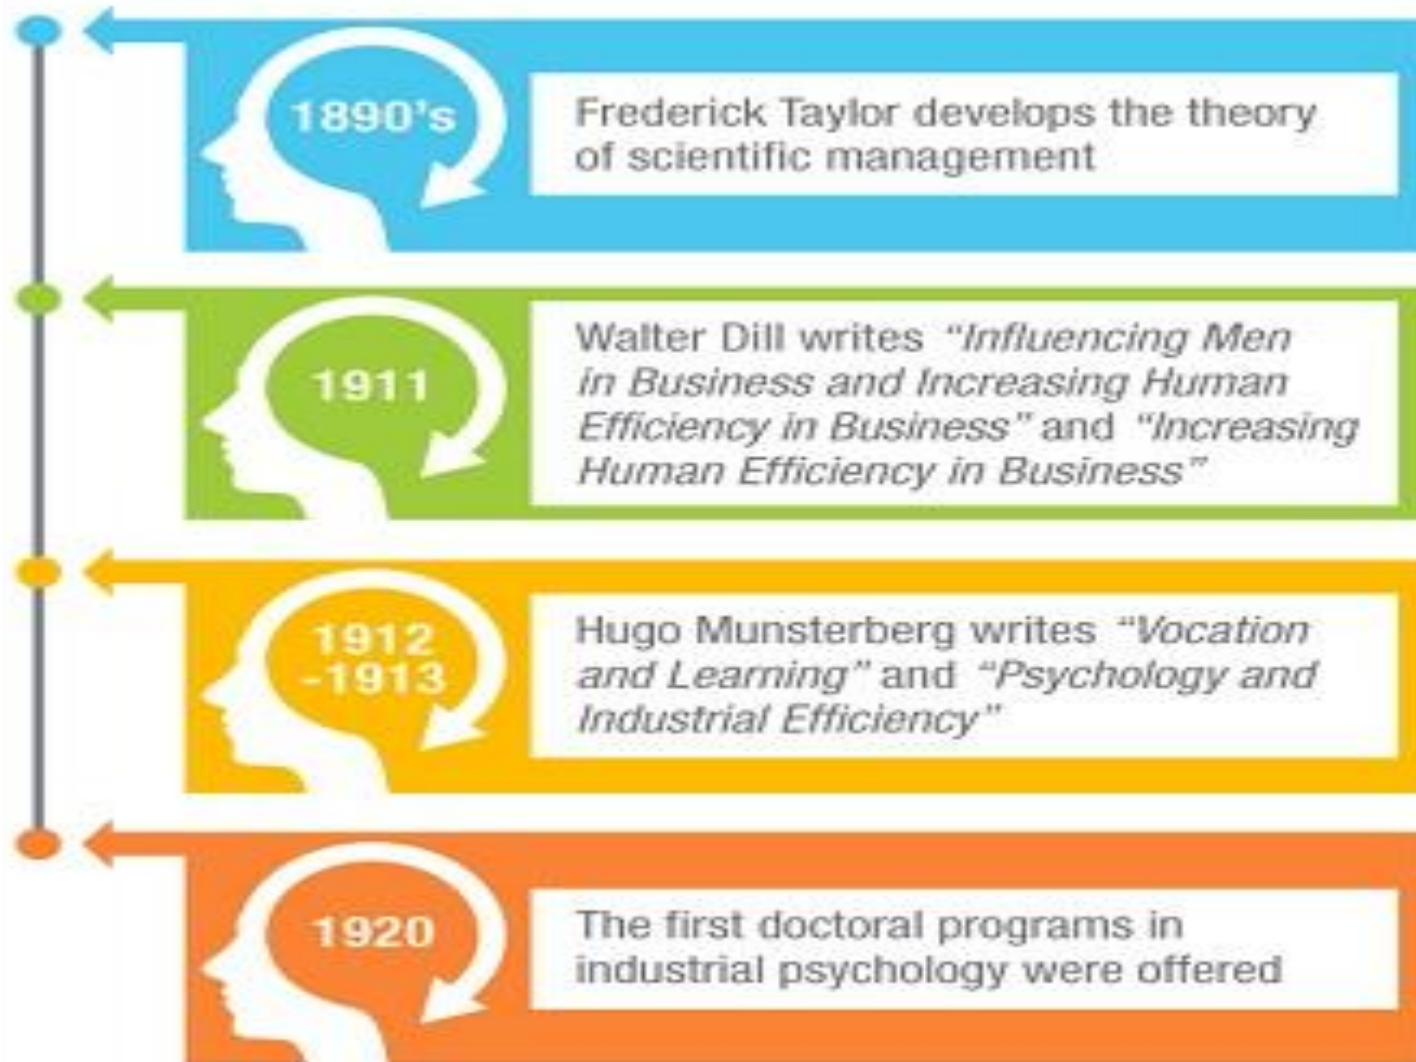 1890's
Frederick Taylor develops the theory
of scientific management
1911
Walter Dill writes “Influencing Men
in Business and Increasing Human
Efficiency in Business” and “Increasing
Human Efficiency in Business”
1912
-1913
Hugo Munsterberg writes “Vocation
and Learning” and “Psychology and
Industrial Efficiency”
1920
The first doctoral programs in
industrial psychology were offered